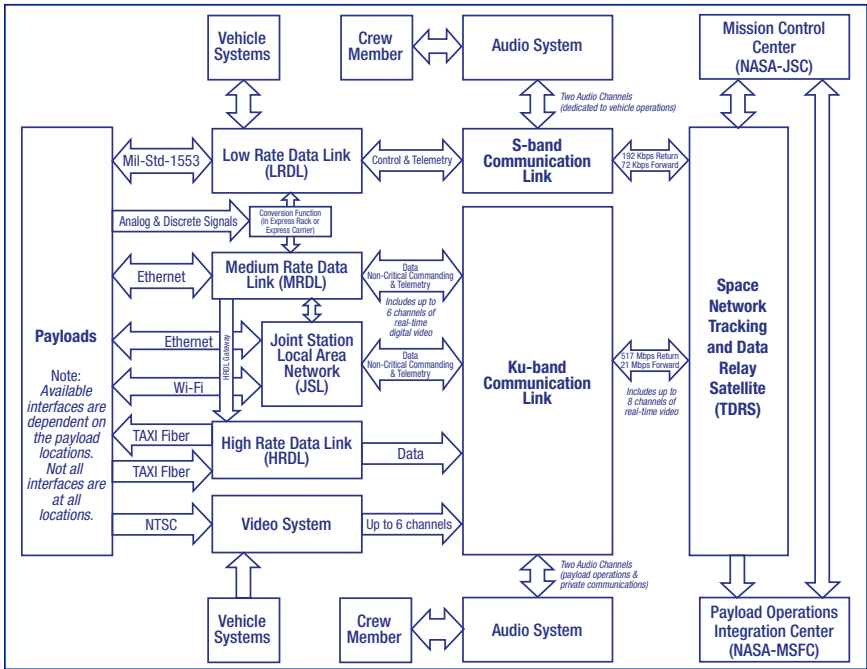 Vehicle
Systems
Crew
Member
Audio System
Mission Control
Center
(NASA-JSC)
Two Audio Channels
(dedicated to vehicle operations)
Mil-Std-1553
Low Rate Data Link
(LRDL)
Control & Telemetry
S-band
Communication
Link
192 Kbps Return
72 Kbps Forward
Analog & Discrete Signals
Conversion Function
(in Express Rack or
Express Carrier)
Ethernet
Medium Rate Data
Link (MRDL)
Data
Non-Critical Commanding
& Telemetry
Includes up to
6 channels of
real-time
digital video
Payloads
Note:
Available
interfaces are
dependent on
the payload
locations.
Not all
interfaces are
at all
locations.
Ethernet
HRDL Gateway
Joint Station
Local Area
Network
(JSL)
Data
Non-Critical Commanding
& Telemetry
Wi-Fi
Ku-band
Communication
Link
517 Mbps Return
21 Mbps Forward
Includes up to
8 channels of
real-time video
Space
Network
Tracking
and Data
Relay
Satellite
(TDRS)
TAXI Fiber
High Rate Data Link
(HRDL)
Data
TAXI FIber
NTSC
Video System
Up to 6 channels
Two Audio Channels
(payload operations &
private communications)
Vehicle
Systems
Crew
Member
Audio System
Payload Operations
Integration Center
(NASA-MSFC)